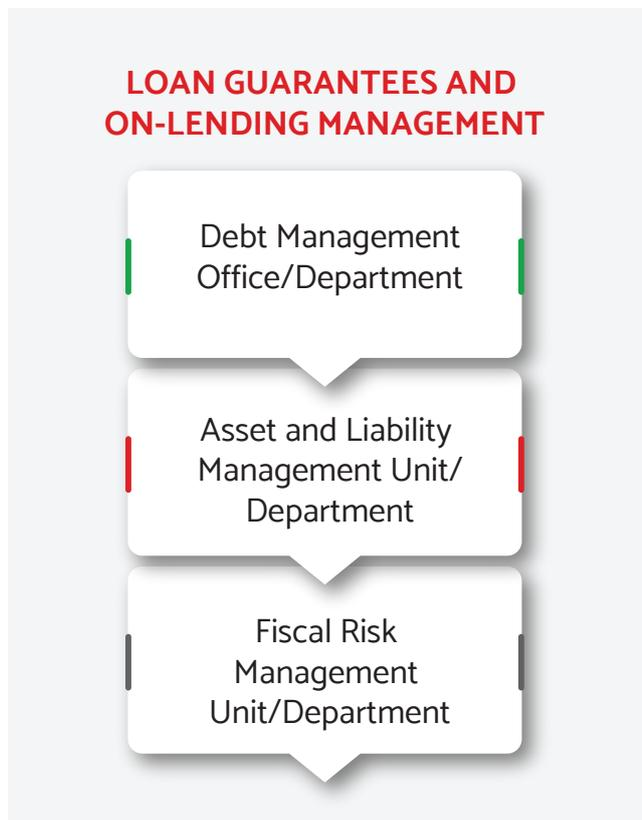 LOAN GUARANTEES AND
ON-LENDING MANAGEMENT
Debt Management
Office/Department
Asset and Liability
Management Unit/
Department
Fiscal Risk
Management
Unit/Department